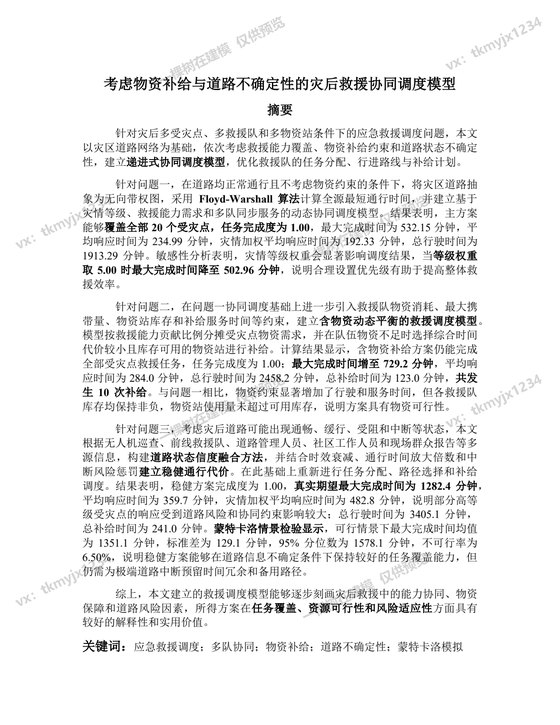 考虑物资补给与道路不确定性的灾后救援协同调度模型
摘要
针对灾后多受灾点、多救援队和多物资站条件下的应急救援调度问题，本文
以灾区道路网络为基础，依次考虑救援能力覆盖、物资补给约束和道路状态不确定
性，建立递进式协同调度模型，优化救援队的任务分配、行进路线与补给计划。
针对问题一，在道路均正常通行且不考虑物资约束的条件下，将灾区道路抽
象为无向带权图，采用 Floyd-Warshall 算法计算全源最短通行时间，并建立基于
灾情等级、救援能力需求和多队同步服务的动态协同调度模型。结果表明，主方案
能够覆盖全部 20 个受灾点，任务完成度为 1.00，最大完成时间为 532.15 分钟，平
均响应时间为 234.99 分钟，灾情加权平均响应时间为 192.33 分钟，总行驶时间为
1913.29 分钟。敏感性分析表明，灾情等级权重会显著影响调度结果，当等级权重
取 5.00 时最大完成时间降至 502.96 分钟，说明合理设置优先级有助于提高整体救
援效率。
针对问题二，在问题一协同调度基础上进一步引入救援队物资消耗、最大携
带量、物资站库存和补给服务时间等约束，建立含物资动态平衡的救援调度模型。
模型按救援能力贡献比例分摊受灾点物资需求，并在队伍物资不足时选择综合时间
代价较小且库存可用的物资站进行补给。计算结果显示，含物资补给方案仍能完成
全部受灾点救援任务，任务完成度为 1.00；最大完成时间增至 729.2 分钟，平均响
应时间为 284.0 分钟，总行驶时间为 2458.2 分钟，总补给时间为 123.0 分钟，共发
生 10 次补给。与问题一相比，物资约束显著增加了行驶和服务时间，但各救援队
库存均保持非负，物资站使用量未超过可用库存，说明方案具有物资可行性。
针对问题三，考虑灾后道路可能出现通畅、缓行、受阻和中断等状态，本文
根据无人机巡查、前线救援队、道路管理人员、社区工作人员和现场群众报告等多
源信息，构建道路状态信度融合方法，并结合时效衰减、通行时间放大倍数和中
断风险惩罚建立稳健通行代价。在此基础上重新进行任务分配、路径选择和补给
调度。结果表明，稳健方案完成度为 1.00，真实期望最大完成时间为 1282.4 分钟，
平均响应时间为 359.7 分钟，灾情加权平均响应时间为 482.8 分钟，说明部分高等
级受灾点的响应受到道路风险和协同约束影响较大；总行驶时间为 3405.1 分钟，
总补给时间为 241.0 分钟。蒙特卡洛情景检验显示，可行情景下最大完成时间均值
为 1351.1 分钟，标准差为 129.1 分钟，95% 分位数为 1578.1 分钟，不可行率为
6.50%，说明稳健方案能够在道路信息不确定条件下保持较好的任务覆盖能力，但
仍需为极端道路中断预留时间冗余和备用路径。
综上，本文建立的救援调度模型能够逐步刻画灾后救援中的能力协同、物资
保障和道路风险因素，所得方案在任务覆盖、资源可行性和风险适应性方面具有
较好的解释性和实用价值。
关键词：应急救援调度；多队协同；物资补给；道路不确定性；蒙特卡洛模拟